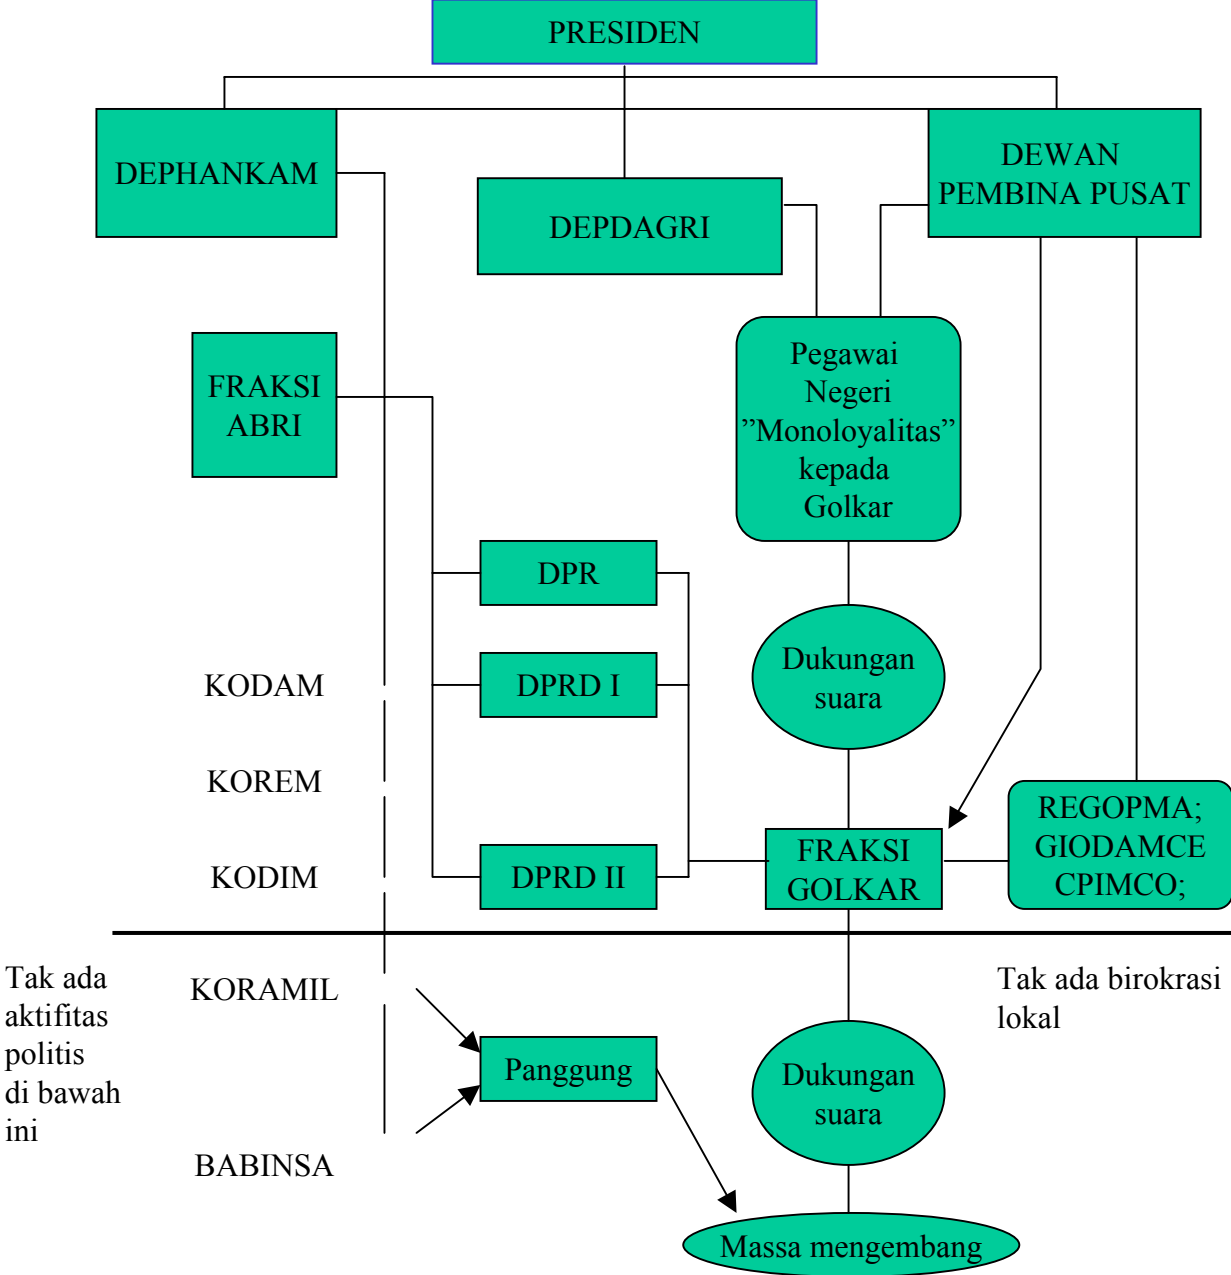 PRESIDEN
DEPHANKAM
DEPDAGRI
DEWAN
PEMBINA PUSAT
FRAKSI
ABRI
Pegawai
Negeri
”Monoloyalitas”
kepada
Golkar
DPR
Dukungan
suara
KODAM
DPRD I
KOREM
KODIM
DPRD II
FRAKSI
GOLKAR
REGOPMA;
GIODAMCE
CPIMCO;
Tak ada
aktifitas
politis
di bawah
ini
KORAMIL
Tak ada birokrasi
lokal
Panggung
Dukungan
suara
BABINSA
Massa mengembang